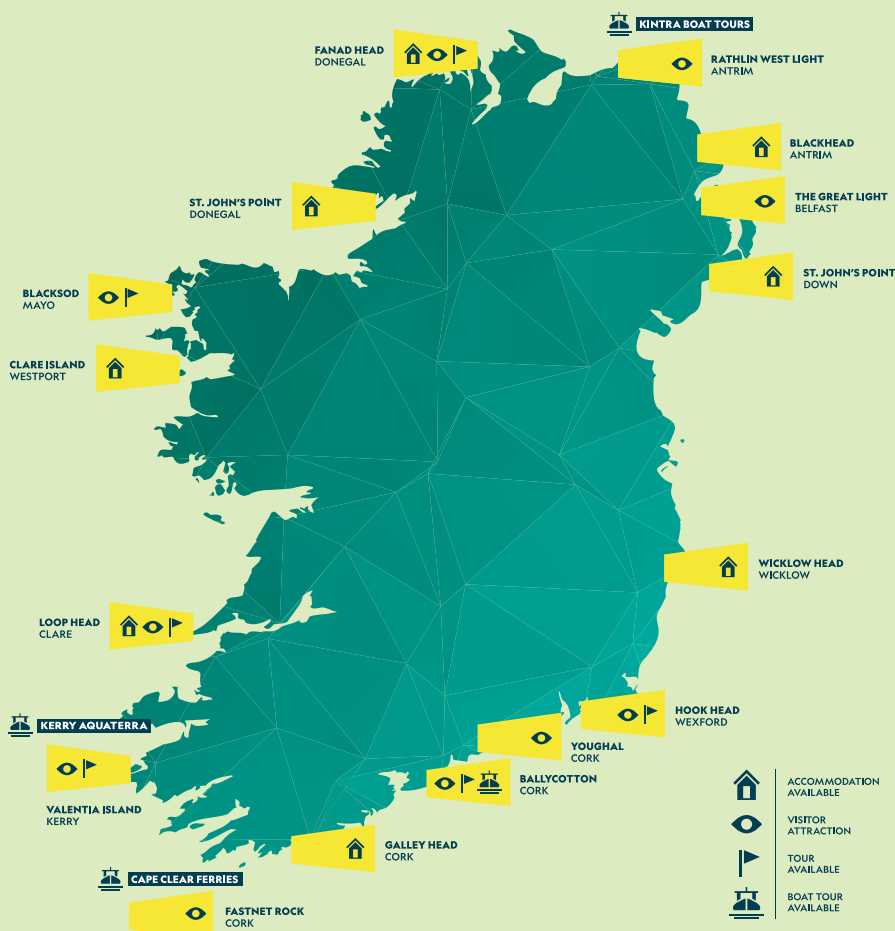 KINTRA BOAT TOURS
FANAD HEAD
DONEGAL
RATHLIN WEST LIGHT
ANTRIM
BLACKHEAD
ANTRIM
ST. JOHN'S POINT
DONEGAL
THE GREAT LIGHT
BELFAST
ST. JOHN'S POINT
DOWN
BLACKSOD
MAYO
CLARE ISLAND
WESTPORT
WICKLOW HEAD
WICKLOW
LOOP HEAD
CLARE
HOOK HEAD
WEXFORD
KERRY AQUATERRA
YOUGHAL
CORK
BALLYCOTTON
CORK
VALENTIA ISLAND
KERRY
GALLEY HEAD
CORK
CAPE CLEAR FERRIES
FASTNET ROCK
CORK
ACCOMMODATION
AVAILABLE
VISITOR
ATTRACTION
TOUR
AVAILABLE
BOAT TOUR
AVAILABLE